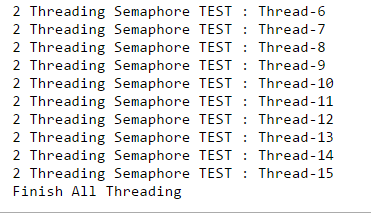 2 Threading Semaphore TEST : Thread-6
2 Threading Semaphore TEST : Thread-7
2 Threading Semaphore TEST : Thread-8
2 Threading Semaphore TEST : Thread-9
2 Threading Semaphore TEST : Thread-10
2 Threading Semaphore TEST : Thread-11
2 Threading Semaphore TEST : Thread-12
2 Threading Semaphore TEST : Thread-13
2 Threading Semaphore TEST : Thread-14
2 Threading Semaphore TEST : Thread-15
Finish All Threading